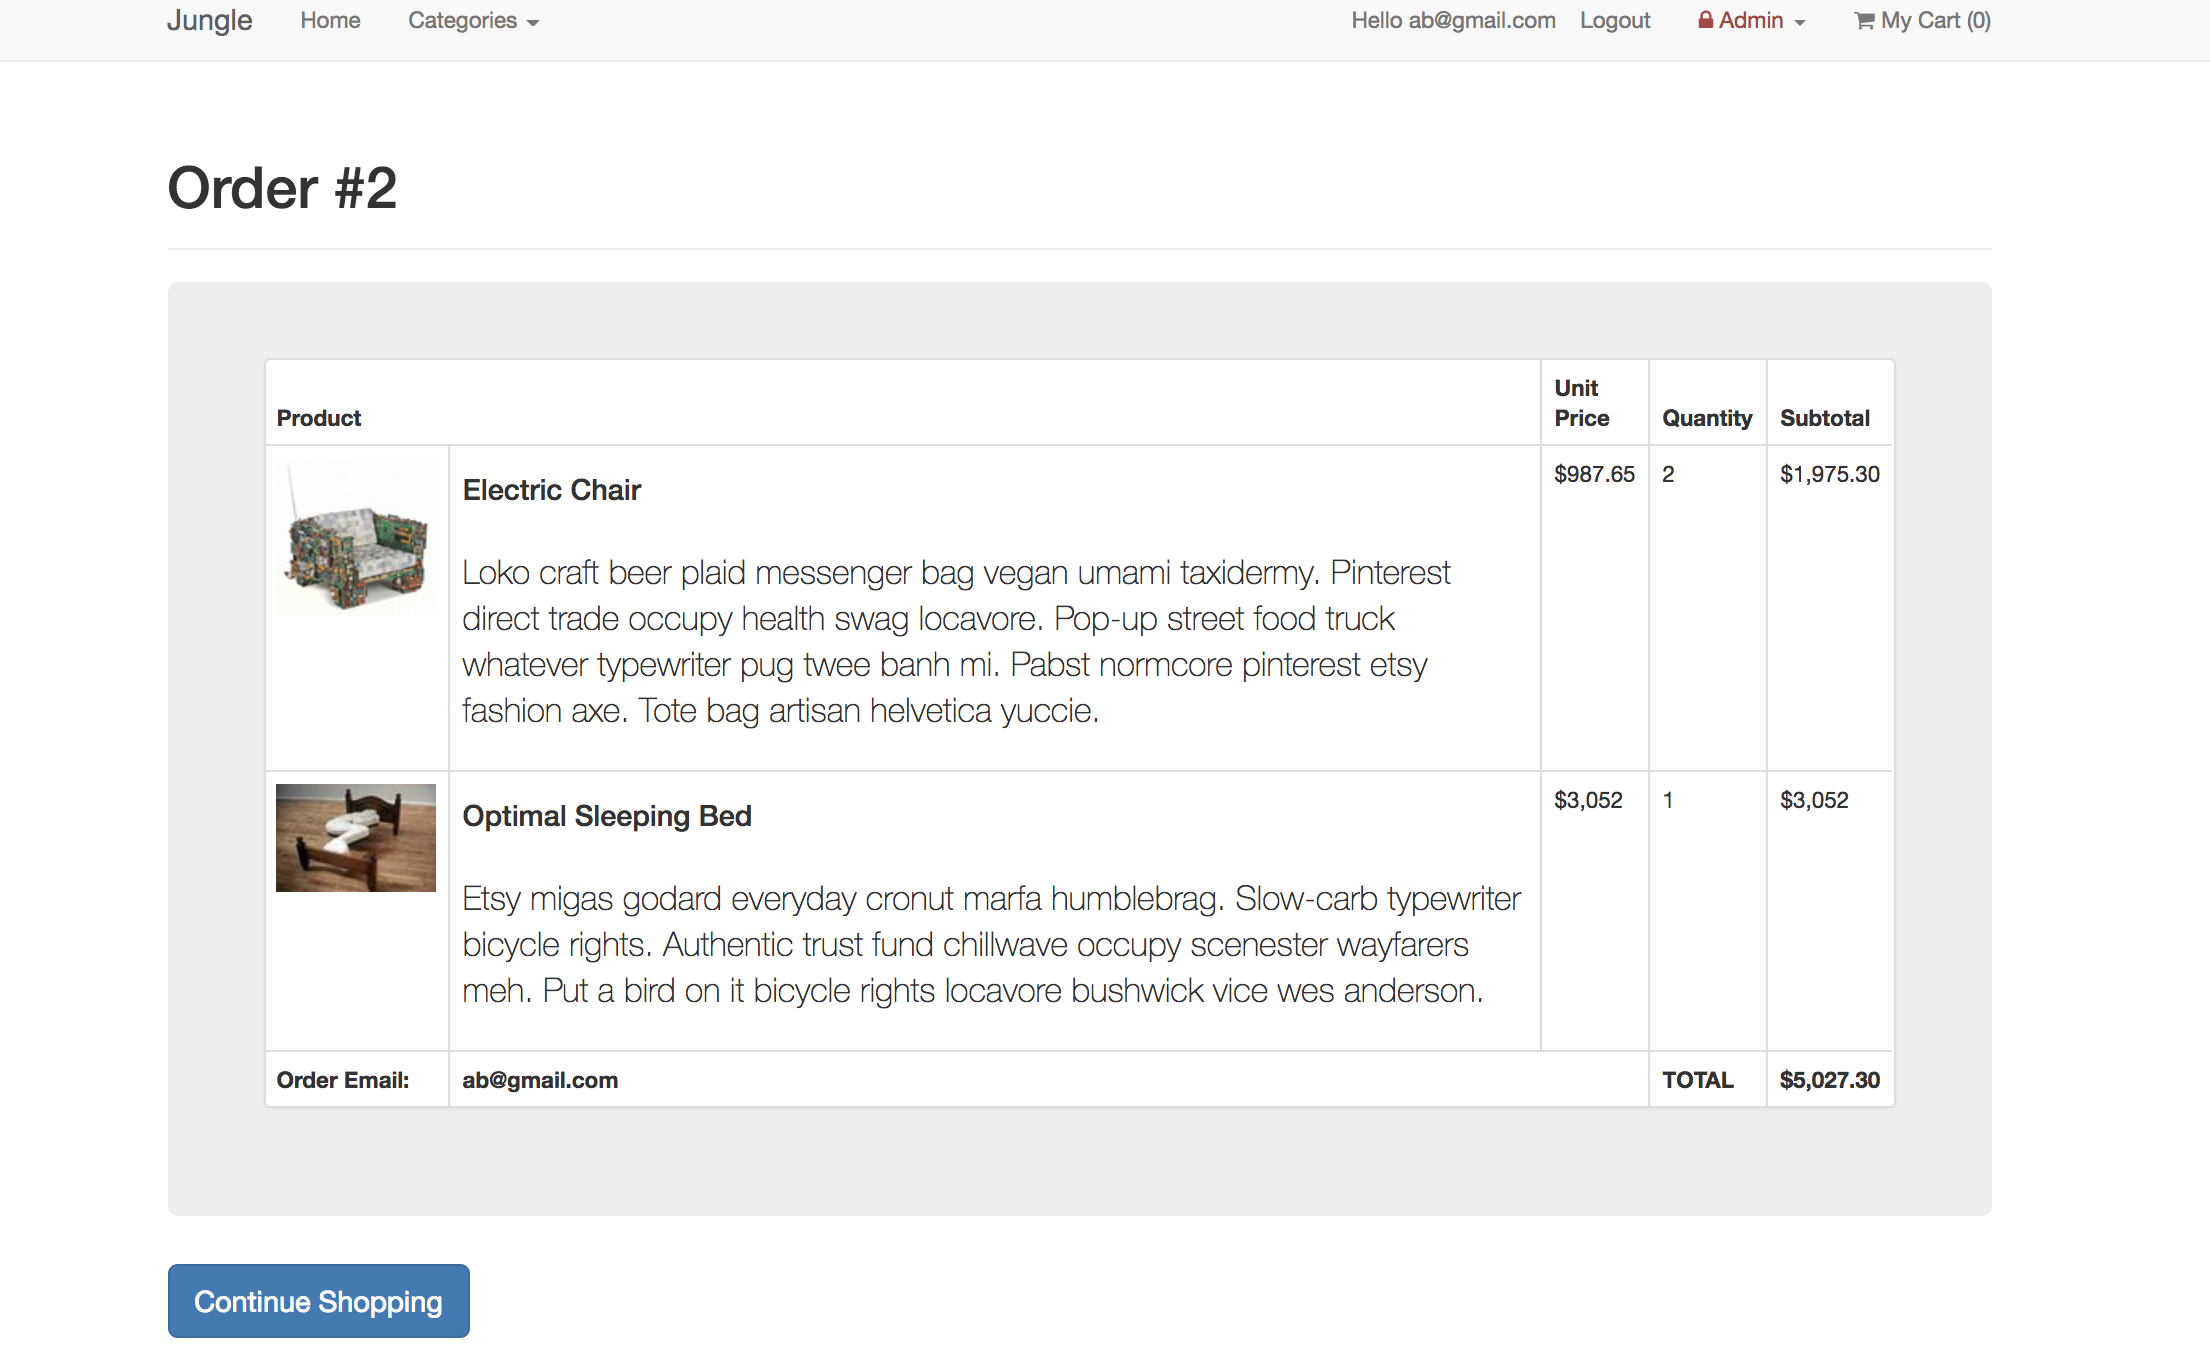 Jungle Home Categories Hello ab@gmail.com Logout Admin My Cart (0)
Order #2
Product Unit Price Quantity Subtotal
Electric Chair $987.65 2 $1,975.30
Loko craft beer plaid messenger bag vegan umami taxidermy. Pinterest
direct trade occupy health swag locavore. Pop-up street food truck
whatever typewriter pug twee banh mi. Pabst normcore pinterest etsy
fashion axe. Tote bag artisan helvetica yuccie.
Optimal Sleeping Bed $3,052 1 $3,052
Etsy migas godard everyday cronut marfa humblebrag. Slow-carb typewriter
bicycle rights. Authentic trust fund chillwave occupy scenester wayfarers
meh. Put a bird on it bicycle rights locavore bushwick vice wes anderson.
Order Email: ab@gmail.com TOTAL $5,027.30
Continue Shopping